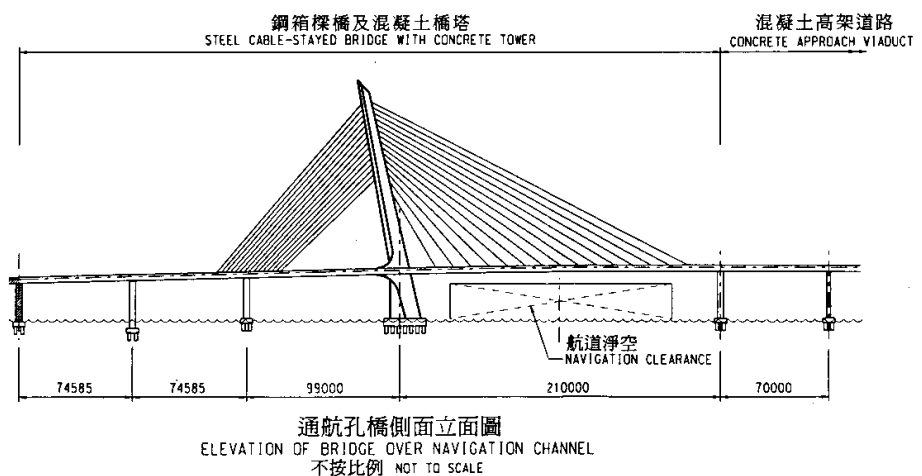 鋼箱樑橋及混凝土橋塔
STEEL CABLE-STAYED BRIDGE WITH CONCRETE TOWER
混凝土高架道路
CONCRETE APPROACH VIADUCT
航道淨空
NAVIGATION CLEARANCE
74585 74585 99000 210000 70000
通航孔橋側面立面圖
ELEVATION OF BRIDGE OVER NAVIGATION CHANNEL
不按比例 NOT TO SCALE